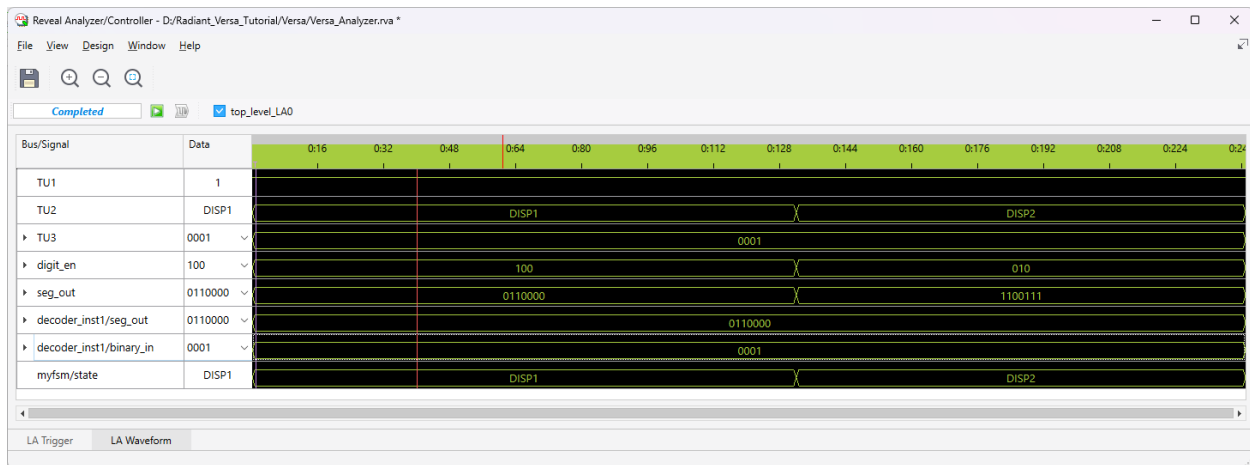 Reveal Analyzer/Controller - D:/Radiant_Versa_Tutorial/Versa/Versa_Analyzer.rva *
File View Design Window Help
Completed top_level_LA0
Bus/Signal Data 0:16 0:32 0:48 0:64 0:80 0:96 0:112 0:128 0:144 0:160 0:176 0:192 0:208 0:224 0:24
TU1 1
TU2 DISP1 DISP1 DISP2
TU3 0001 0001
digit_en 100 100 010
seg_out 0110000 0110000 1100111
decoder_inst1/seg_out 0110000 0110000
decoder_inst1/binary_in 0001 0001
myfsm/state DISP1 DISP1 DISP2
LA Trigger LA Waveform